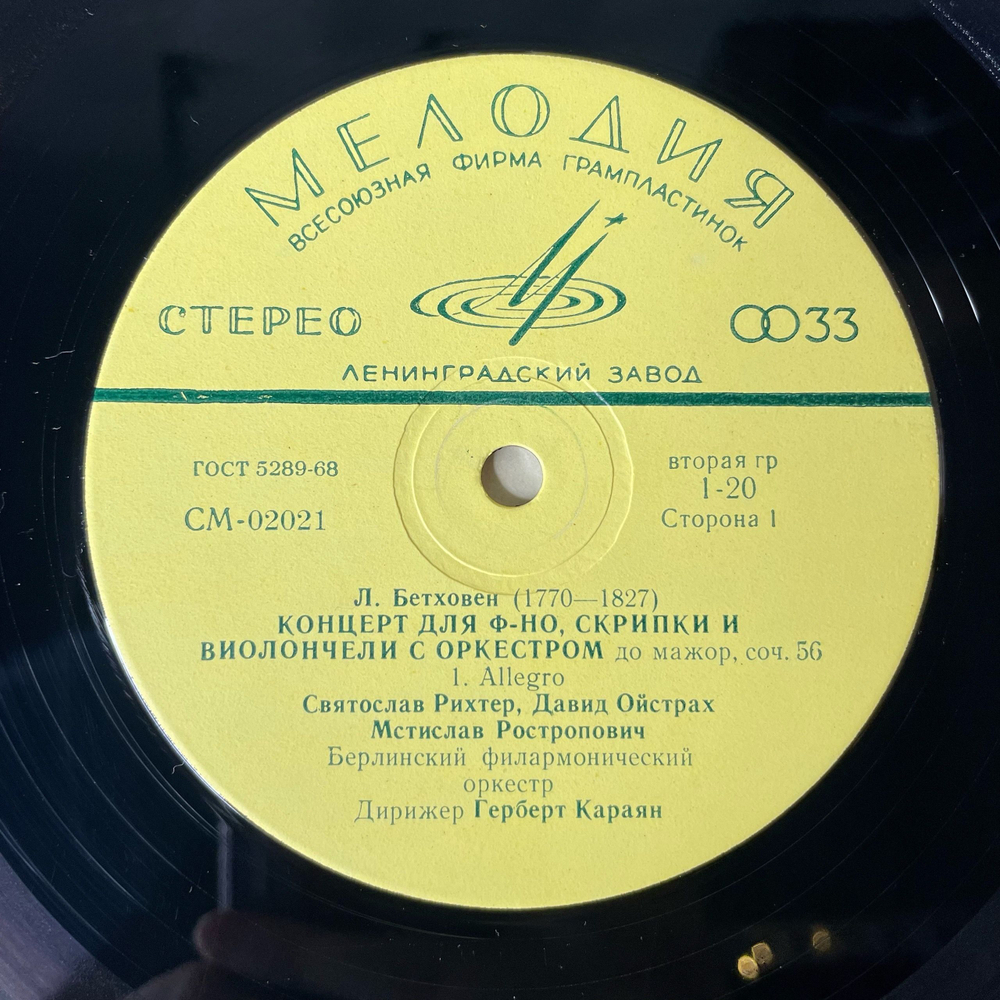 МЕЛОДИЯ
ВСЕСОЮЗНАЯ ФИРМА ГРАМПЛАСТИНОК
СТЕРЕО
33
ЛЕНИНГРАДСКИЙ ЗАВОД
ГОСТ 5289-68
СМ-02021
вторая гр
1-20
Сторона 1
Л. Бетховен (1770—1827)
КОНЦЕРТ ДЛЯ Ф-НО, СКРИПКИ И
ВИОЛОНЧЕЛИ С ОРКЕСТРОМ до мажор, соч. 56
1. Allegro
Святослав Рихтер, Давид Ойстрах
Мстислав Ростропович
Берлинский филармонический
оркестр
Дирижер Герберт Караян